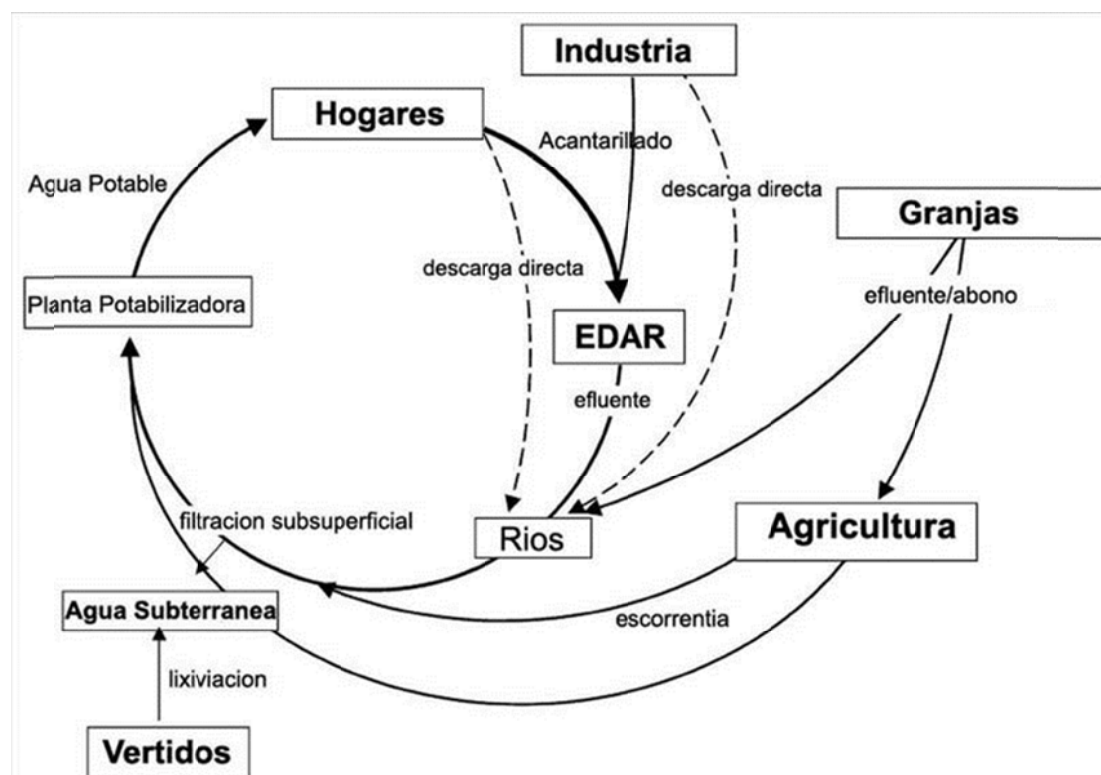 Industria
Hogares
Acantarillado
Agua Potable
descarga directa
Granjas
descarga directa
efluente/abono
Planta Potabilizadora
EDAR
efluente
filtracion subsuperficial
Rios
Agricultura
Agua Subterranea
escorrentia
lixiviacion
Vertidos